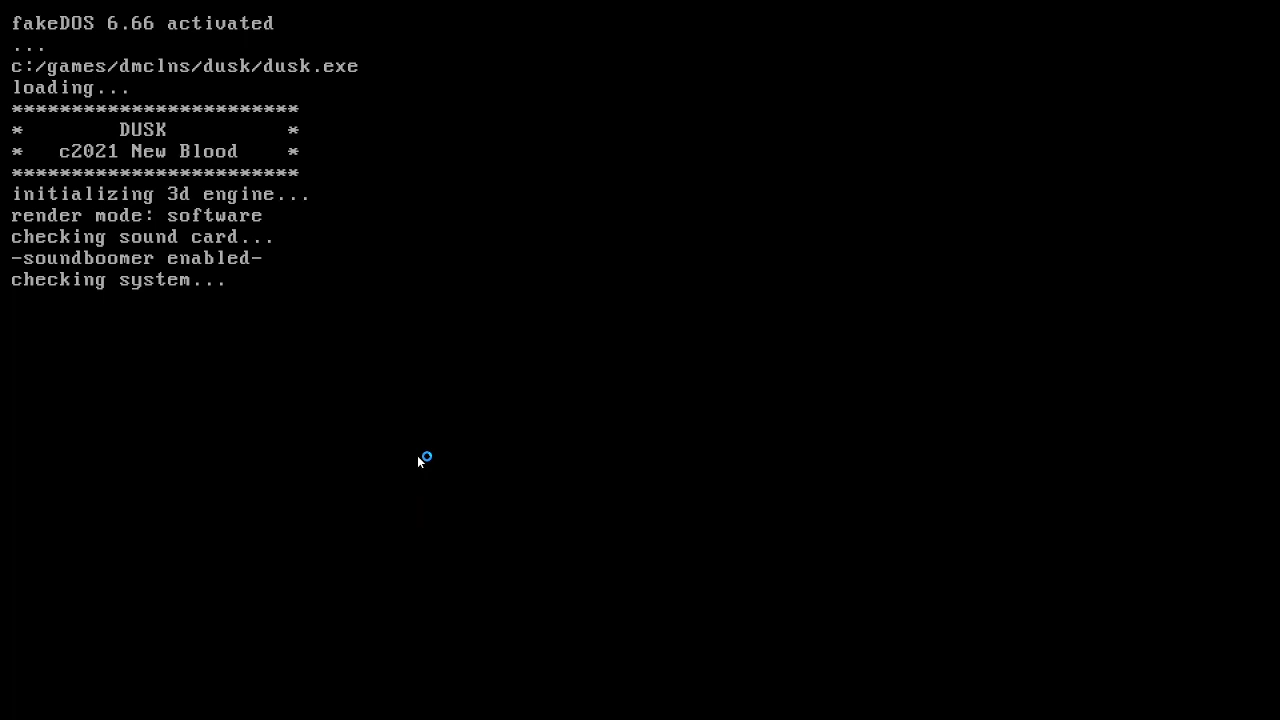 fakeDOS 6.66 activated
...
c:/games/dmclns/dusk/dusk.exe
loading...
************************
*        DUSK          *
*   c2021 New Blood    *
************************
initializing 3d engine...
render mode: software
checking sound card...
-soundboomer enabled-
checking system...